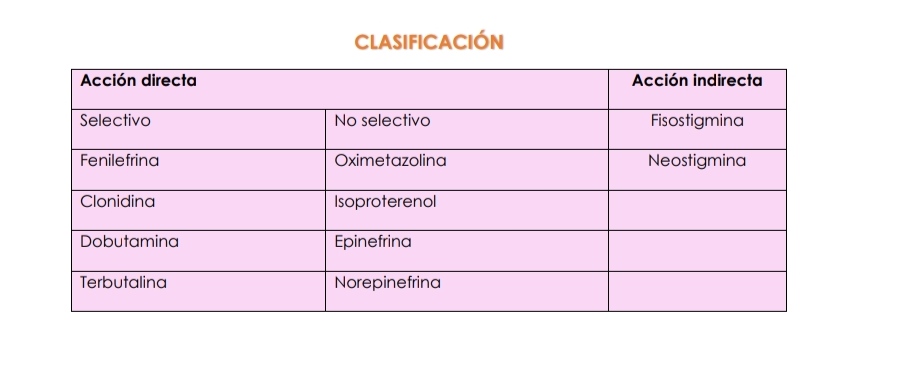 CLASIFICACIÓN
Acción directa Acción indirecta
Selectivo No selectivo Fisostigmina
Fenilefrina Oximetazolina Neostigmina
Clonidina Isoproterenol
Dobutamina Epinefrina
Terbutalina Norepinefrina